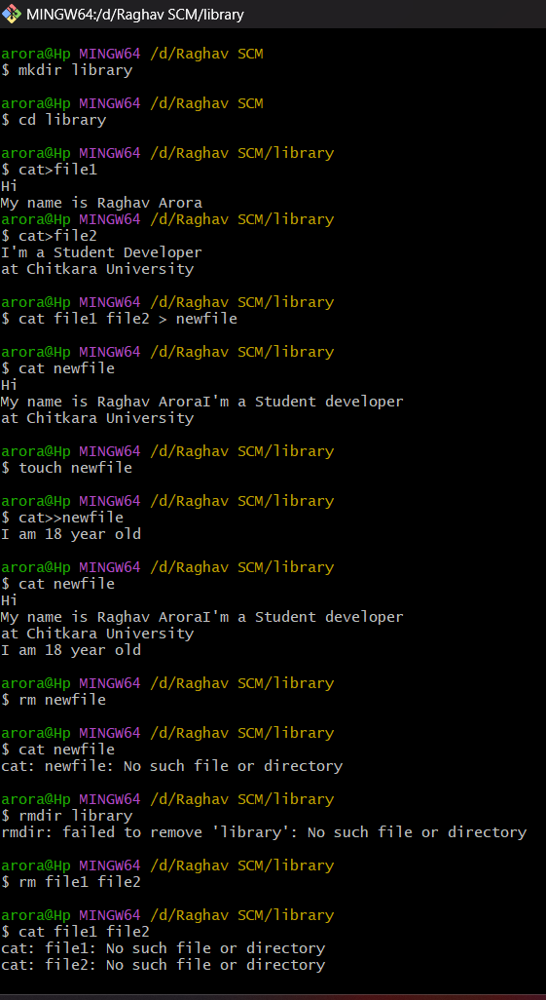 MINGW64:/d/Raghav SCM/library
arora@Hp MINGW64 /d/Raghav SCM
$ mkdir library
arora@Hp MINGW64 /d/Raghav SCM
$ cd library
arora@Hp MINGW64 /d/Raghav SCM/library
$ cat>file1
Hi
My name is Raghav Arora
arora@Hp MINGW64 /d/Raghav SCM/library
$ cat>file2
I'm a Student Developer
at Chitkara University
arora@Hp MINGW64 /d/Raghav SCM/library
$ cat file1 file2 > newfile
arora@Hp MINGW64 /d/Raghav SCM/library
$ cat newfile
Hi
My name is Raghav AroraI'm a Student developer
at Chitkara University
arora@Hp MINGW64 /d/Raghav SCM/library
$ touch newfile
arora@Hp MINGW64 /d/Raghav SCM/library
$ cat>>newfile
I am 18 year old
arora@Hp MINGW64 /d/Raghav SCM/library
$ cat newfile
Hi
My name is Raghav AroraI'm a Student developer
at Chitkara University
I am 18 year old
arora@Hp MINGW64 /d/Raghav SCM/library
$ rm newfile
arora@Hp MINGW64 /d/Raghav SCM/library
$ cat newfile
cat: newfile: No such file or directory
arora@Hp MINGW64 /d/Raghav SCM/library
$ rmdir library
rmdir: failed to remove 'library': No such file or directory
arora@Hp MINGW64 /d/Raghav SCM/library
$ rm file1 file2
arora@Hp MINGW64 /d/Raghav SCM/library
$ cat file1 file2
cat: file1: No such file or directory
cat: file2: No such file or directory